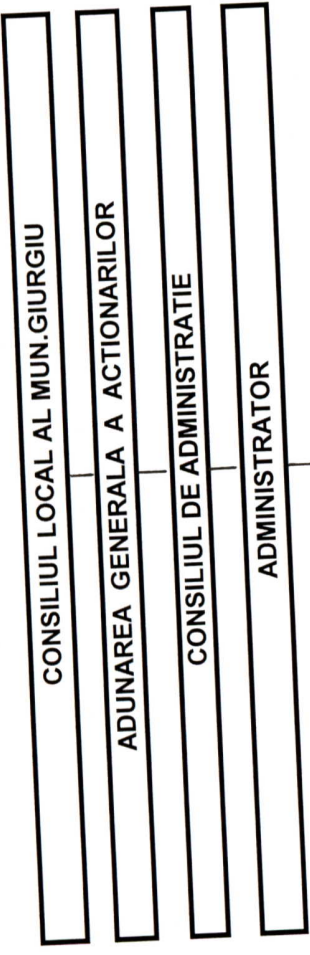 CONSILIUL LOCAL AL MUN.GIURGIU
ADUNAREA GENERALA A ACTIONARILOR
CONSILIUL DE ADMINISTRATIE
ADMINISTRATOR